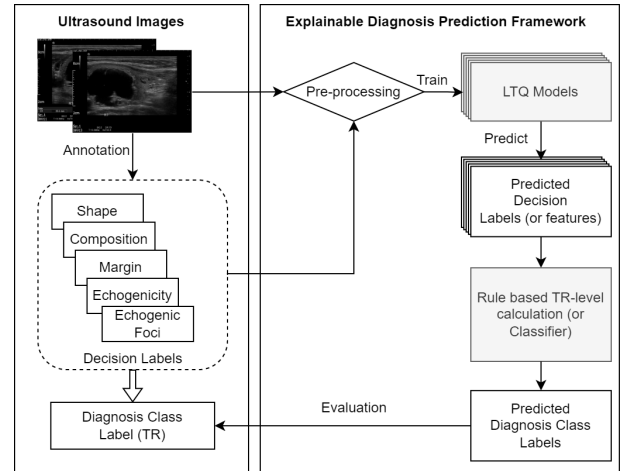 Ultrasound Images
Annotation
Shape
Composition
Margin
Echogenicity
Echogenic
Foci
Decision Labels
Diagnosis Class
Label (TR)
Explainable Diagnosis Prediction Framework
Pre-processing
Train
LTQ Models
Predict
Predicted
Decision
Labels (or features)
Rule based TR-level
calculation (or
Classifier)
Predicted
Diagnosis Class
Labels
Evaluation